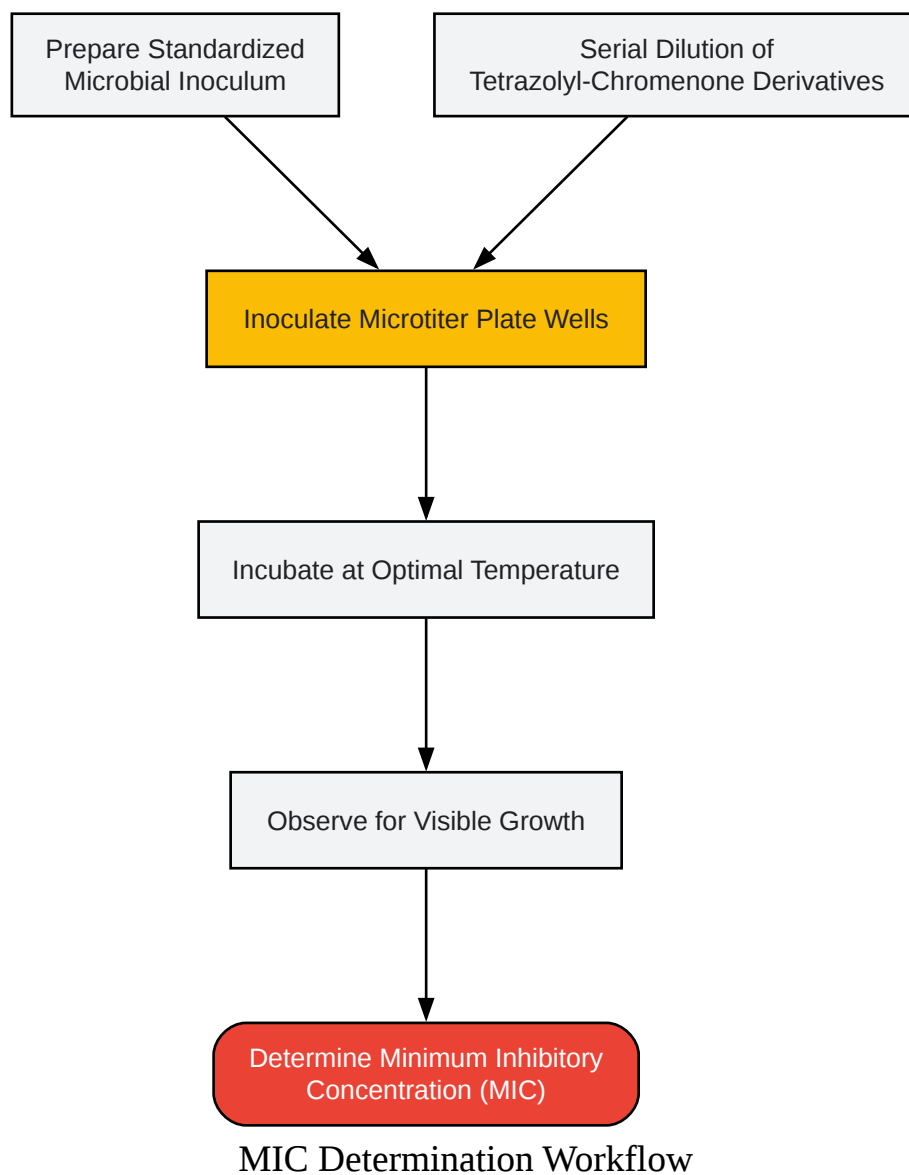 Prepare Standardized
Microbial Inoculum
Serial Dilution of
Tetrazolyl-Chromenone Derivatives
Inoculate Microtiter Plate Wells
Incubate at Optimal Temperature
Observe for Visible Growth
Determine Minimum Inhibitory
Concentration (MIC)
MIC Determination Workflow